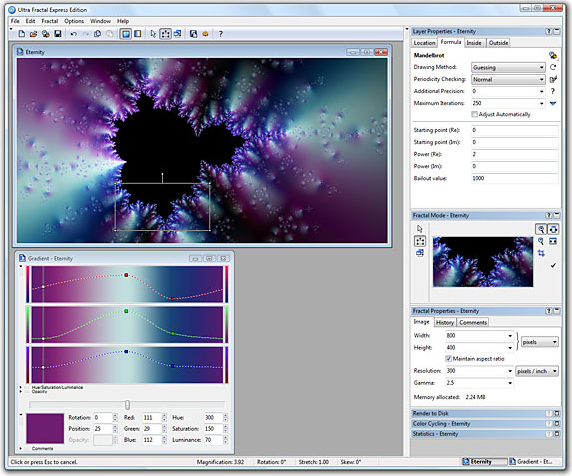 Ultra Fractal Express Edition
File Edit Fractal Options Window Help
Eternity
Layer Properties - Eternity
Location Formula Inside Outside
Mandelbrot
Drawing Method: Guessing
Periodicity Checking: Normal
Additional Precision: 0
Maximum Iterations: 250
Adjust Automatically
Starting point (Re): 0
Starting point (Im): 0
Power (Re): 2
Power (Im): 0
Bailout value: 1000
Fractal Mode - Eternity
Gradient - Eternity
Hue/Saturation/Luminance
Opacity
Rotation: 0 Red: 111 Hue: 300
Position: 25 Green: 29 Saturation: 150
Opacity: Blue: 112 Luminance: 70
Comments
Fractal Properties - Eternity
Image History Comments
Width: 800
Height: 400
pixels
Maintain aspect ratio
Resolution: 300 pixels / inch
Gamma: 2.5
Memory allocated: 2.24 MB
Render to Disk
Color Cycling - Eternity
Statistics - Eternity
Click or press Esc to cancel. Magnification: 3.92 Rotation: 0° Stretch: 1.00 Skew: 0° Eternity Gradient - Et...